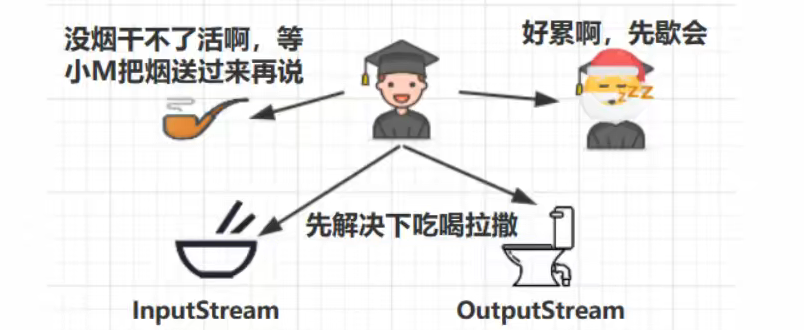 没烟干不了活啊，等
小M把烟送过来再说
好累啊，先歇会
zZZ
先解决下吃喝拉撒
InputStream
OutputStream